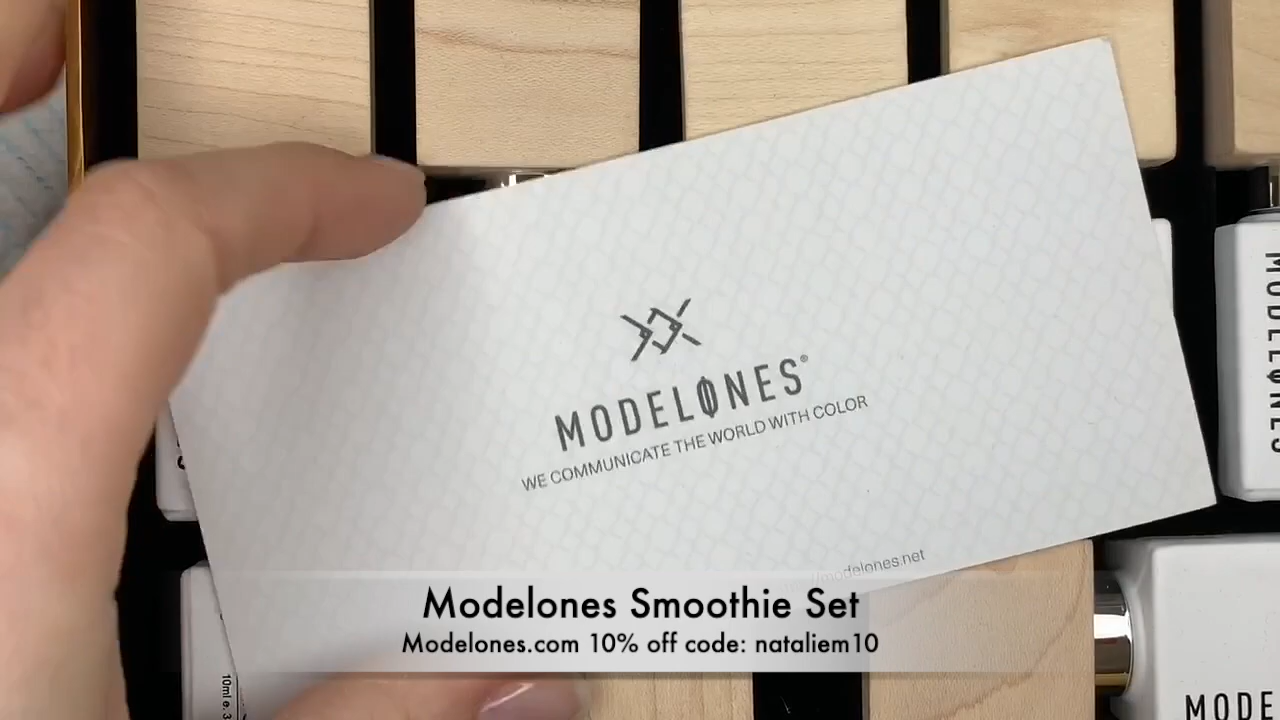 MODELONES®
WE COMMUNICATE THE WORLD WITH COLOR
modelones.net
Modelones Smoothie Set
Modelones.com 10% off code: nataliem10
MODELONES
MODE
10ml